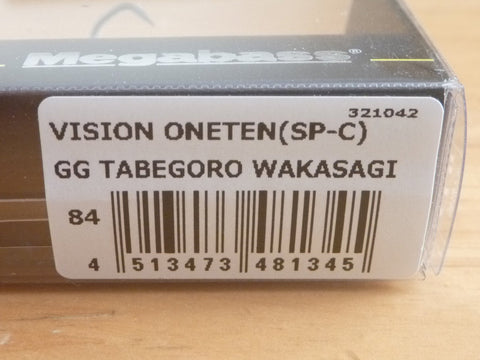 Megabass®
321042
VISION ONETEN(SP-C)
GG TABEGORO WAKASAGI
84
4 513473 481345